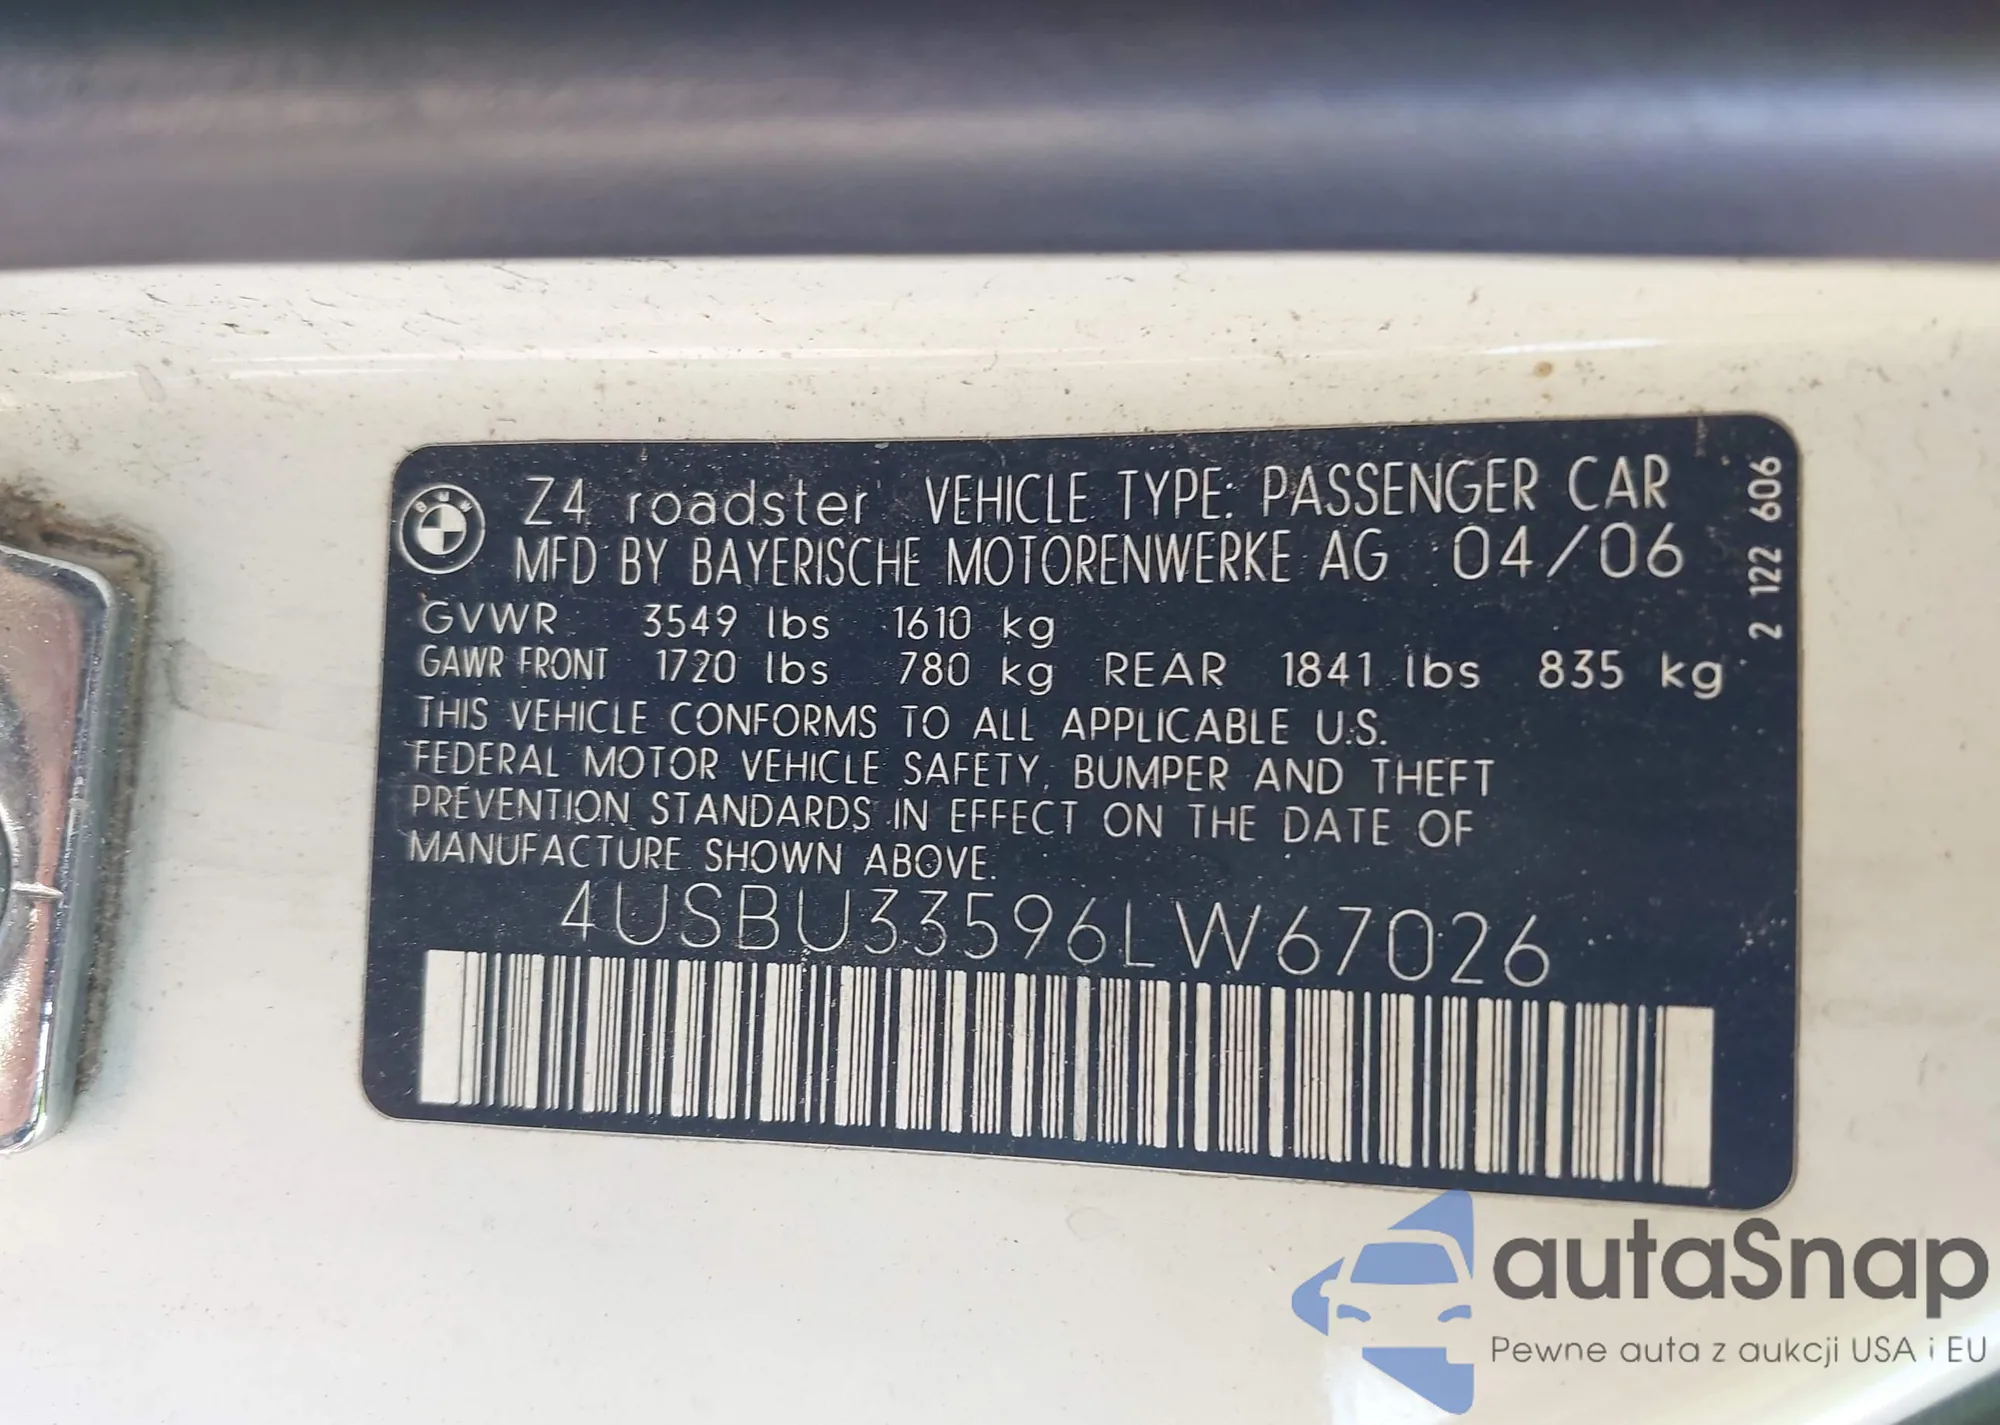 BMW
Z4 roadster VEHICLE TYPE: PASSENGER CAR
MFD BY BAYERISCHE MOTORENWERKE AG 04/06
GVWR 3549 lbs 1610 kg
GAWR FRONT 1720 lbs 780 kg REAR 1841 lbs 835 kg
THIS VEHICLE CONFORMS TO ALL APPLICABLE U.S.
FEDERAL MOTOR VEHICLE SAFETY, BUMPER AND THEFT
PREVENTION STANDARDS IN EFFECT ON THE DATE OF
MANUFACTURE SHOWN ABOVE.
4USBU33596LW67026
2 122 606
autaSnap
Pewne auta z aukcji USA i EU